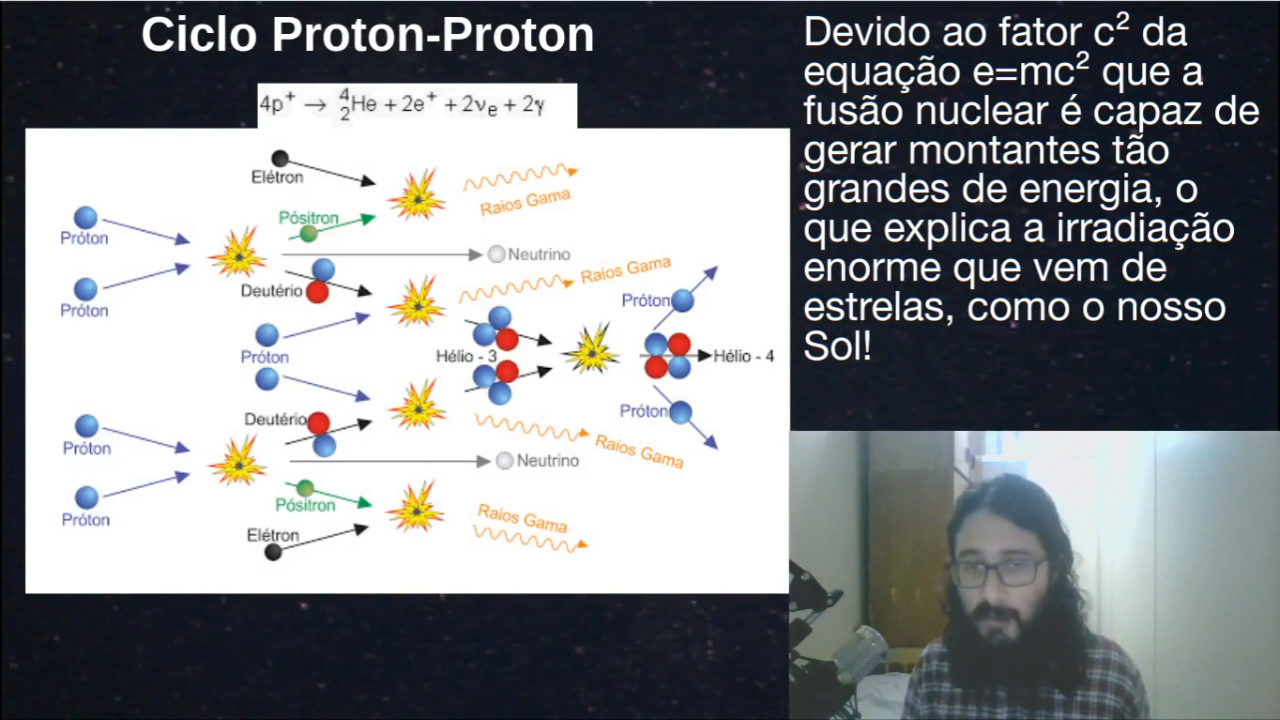 Ciclo Proton-Proton
4p⁺ → ⁴₂He + 2e⁺ + 2νₑ + 2γ
Elétron
Raios Gama
Pósitron
Próton
Neutrino
Raios Gama
Deutério
Próton
Próton
Próton
Hélio - 3
Hélio - 4
Próton
Deutério
Próton
Raios Gama
Neutrino
Pósitron
Raios Gama
Próton
Elétron
Devido ao fator c² da
equação e=mc² que a
fusão nuclear é capaz de
gerar montantes tão
grandes de energia, o
que explica a irradiação
enorme que vem de
estrelas, como o nosso
Sol!